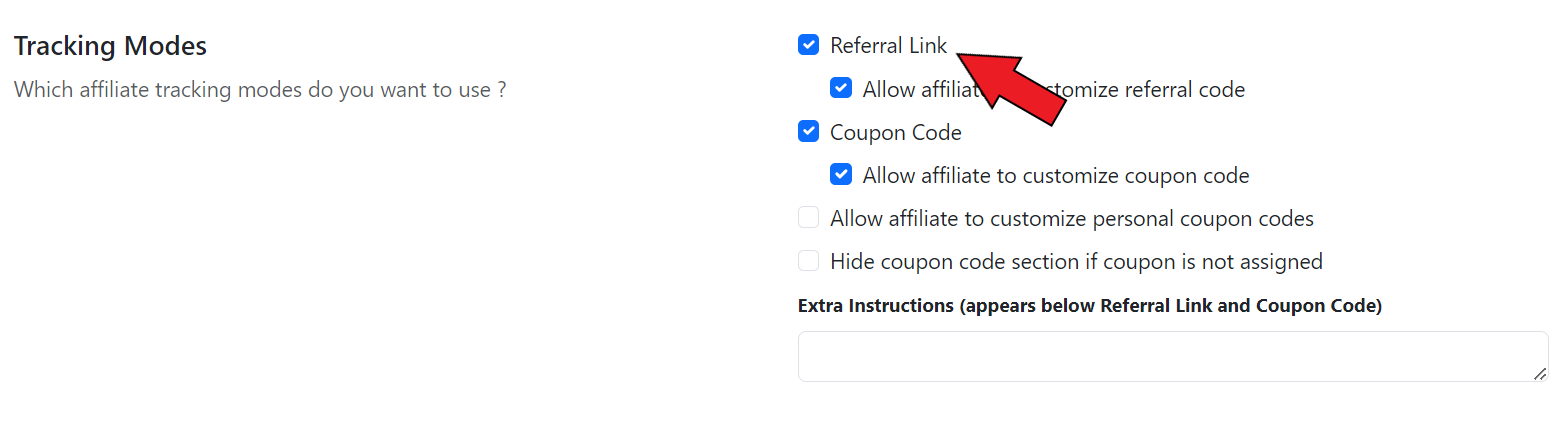 Tracking Modes
Which affiliate tracking modes do you want to use ?
Referral Link
Allow affiliat stomize referral code
Coupon Code
Allow affiliate to customize coupon code
Allow affiliate to customize personal coupon codes
Hide coupon code section if coupon is not assigned
Extra Instructions (appears below Referral Link and Coupon Code)